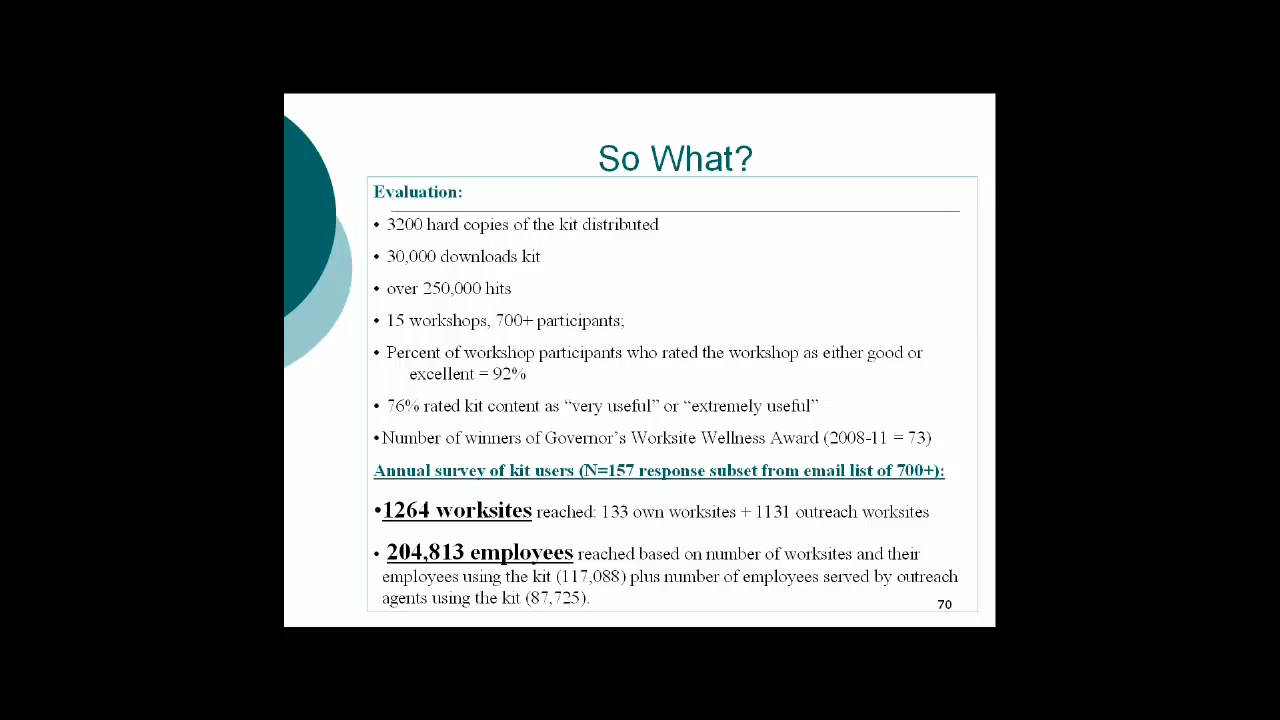 So What?
Evaluation:
• 3200 hard copies of the kit distributed
• 30,000 downloads kit
• over 250,000 hits
• 15 workshops, 700+ participants;
• Percent of workshop participants who rated the workshop as either good or
excellent = 92%
• 76% rated kit content as “very useful” or “extremely useful”
• Number of winners of Governor’s Worksite Wellness Award (2008-11 = 73)
Annual survey of kit users (N=157 response subset from email list of 700+):
• 1264 worksites reached: 133 own worksites + 1131 outreach worksites
• 204,813 employees reached based on number of worksites and their
employees using the kit (117,088) plus number of employees served by outreach
agents using the kit (87,725).
70